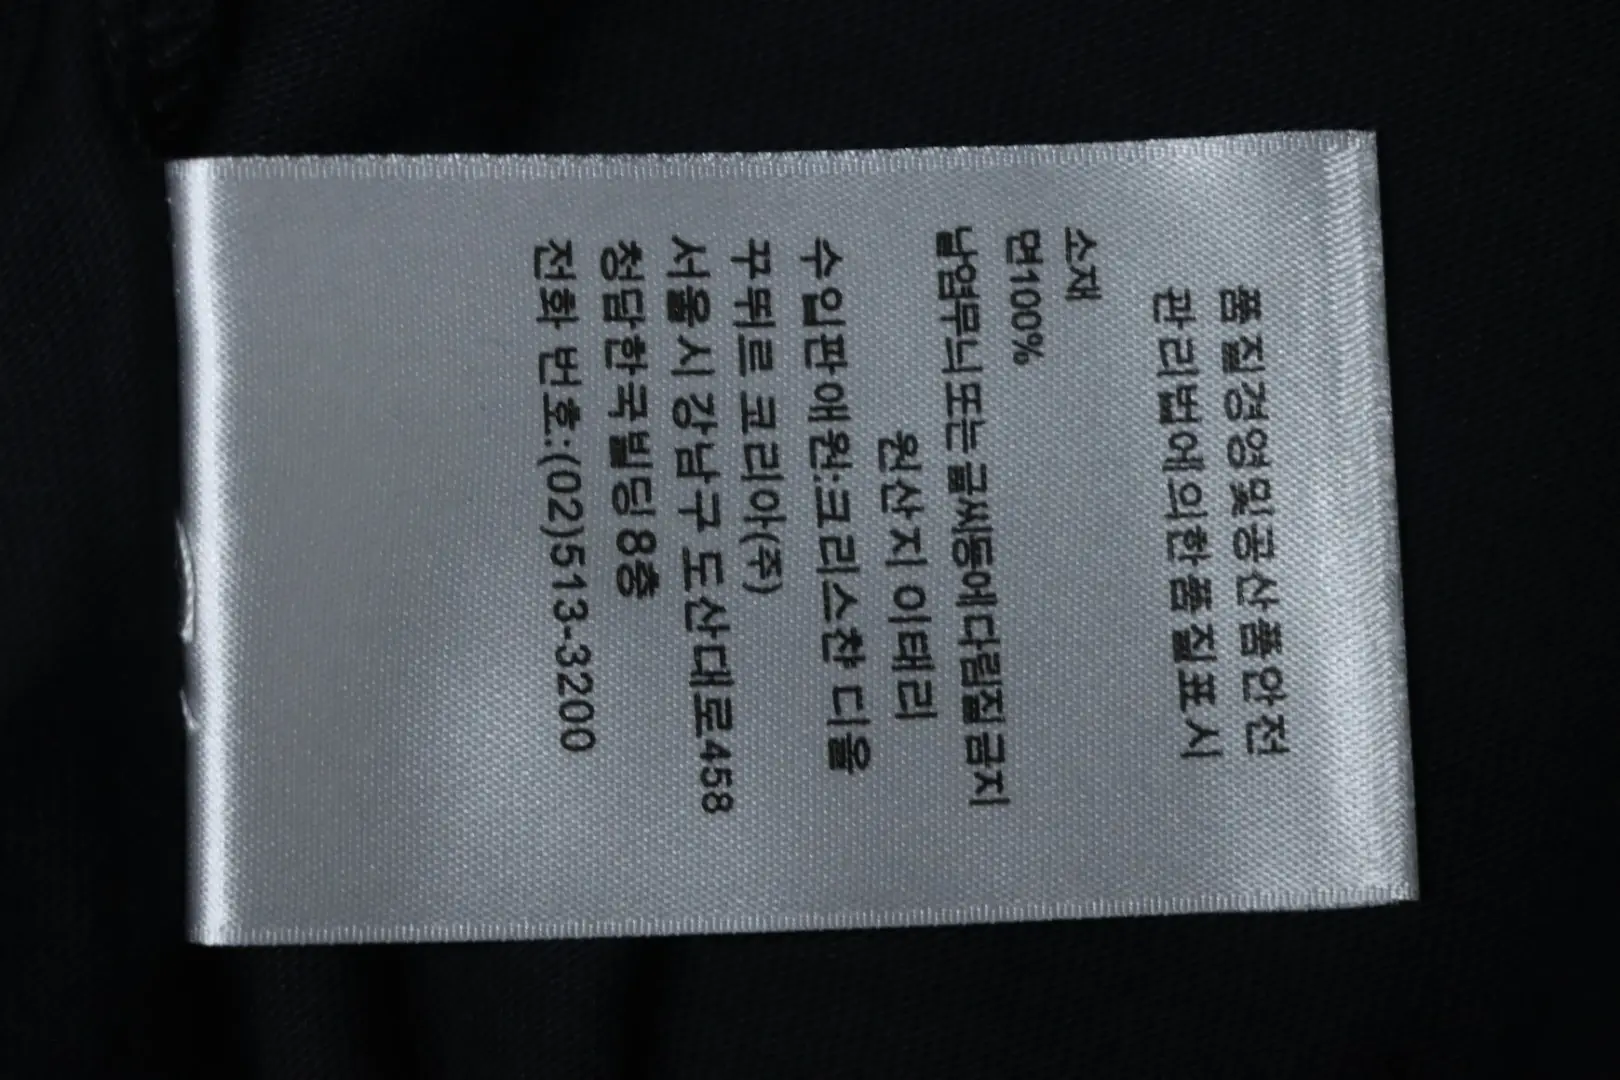 품질경영및공산품안전
관리법에의한품질표시
소재
면100%
날염무늬또는글씨등에다림질금지
원산지 이태리
수입판매원:크리스챤 디올
꾸뛰르 코리아(주)
서울시 강남구 도산대로458
청담한국빌딩8층
전화 번호:(02)513-3200